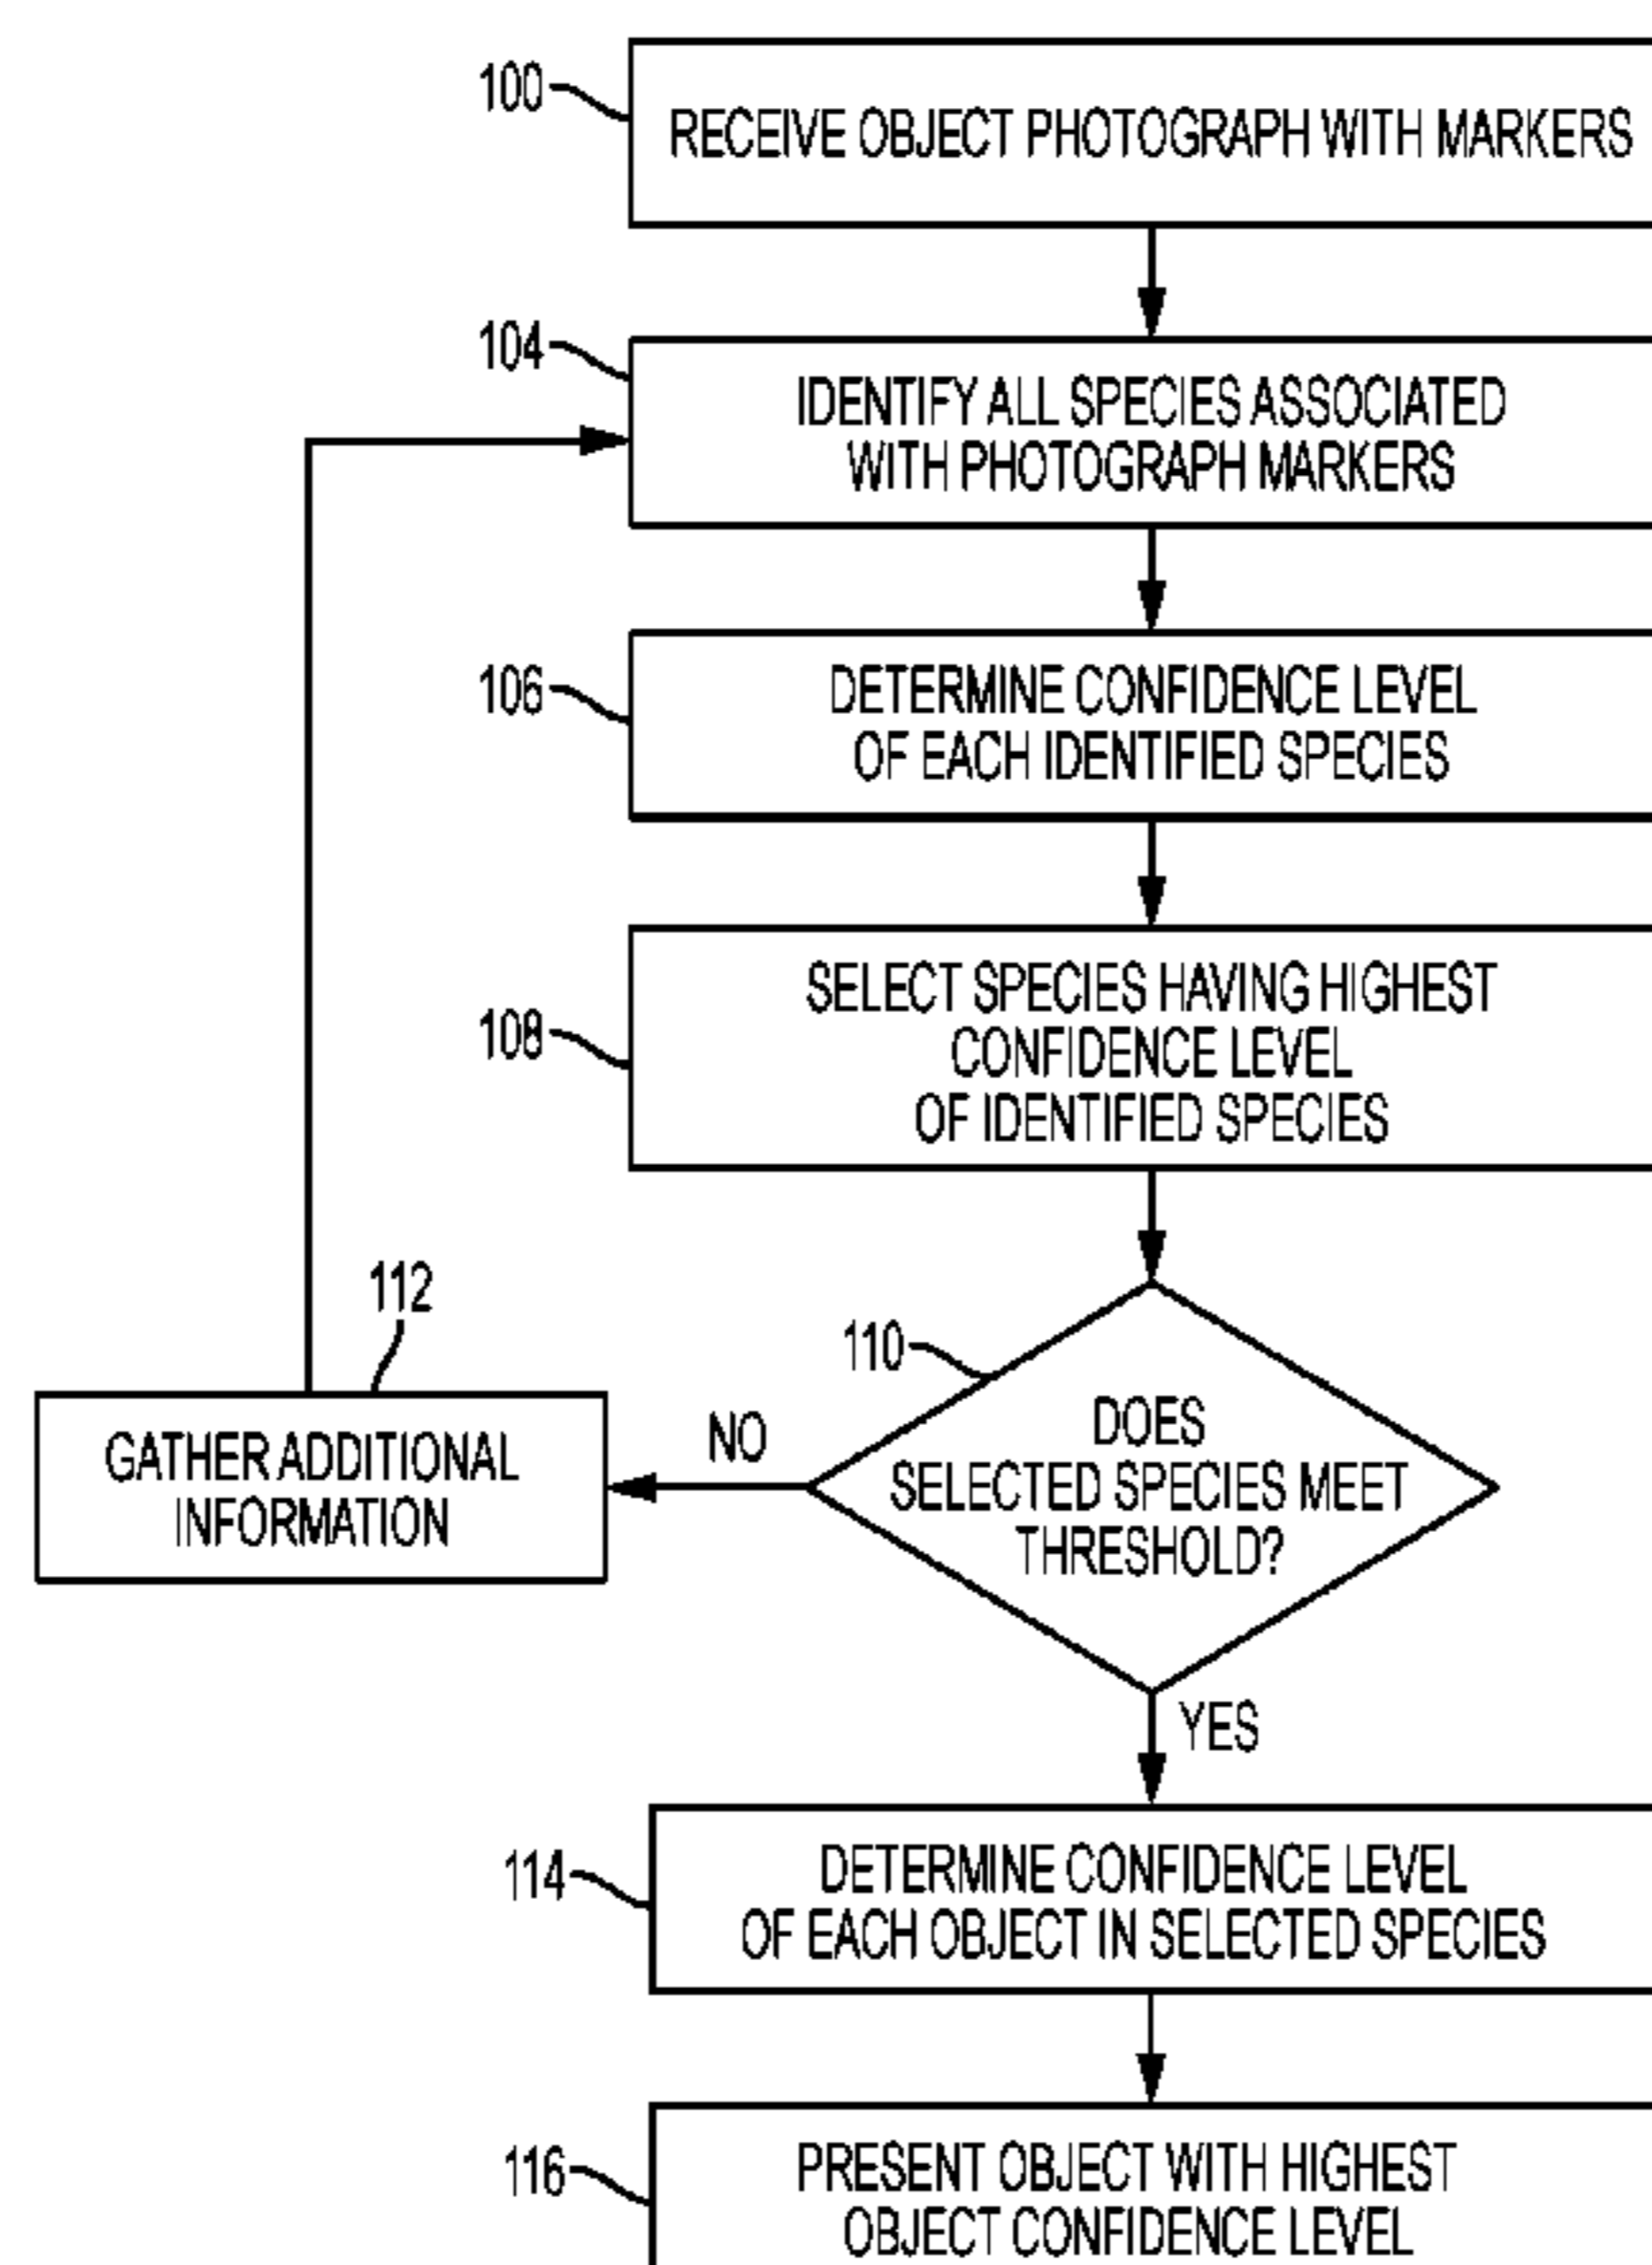 100
RECEIVE OBJECT PHOTOGRAPH WITH MARKERS
104
IDENTIFY ALL SPECIES ASSOCIATED
WITH PHOTOGRAPH MARKERS
106
DETERMINE CONFIDENCE LEVEL
OF EACH IDENTIFIED SPECIES
108
SELECT SPECIES HAVING HIGHEST
CONFIDENCE LEVEL
OF IDENTIFIED SPECIES
110
DOES
SELECTED SPECIES MEET
THRESHOLD?
NO
112
GATHER ADDITIONAL
INFORMATION
YES
114
DETERMINE CONFIDENCE LEVEL
OF EACH OBJECT IN SELECTED SPECIES
116
PRESENT OBJECT WITH HIGHEST
OBJECT CONFIDENCE LEVEL